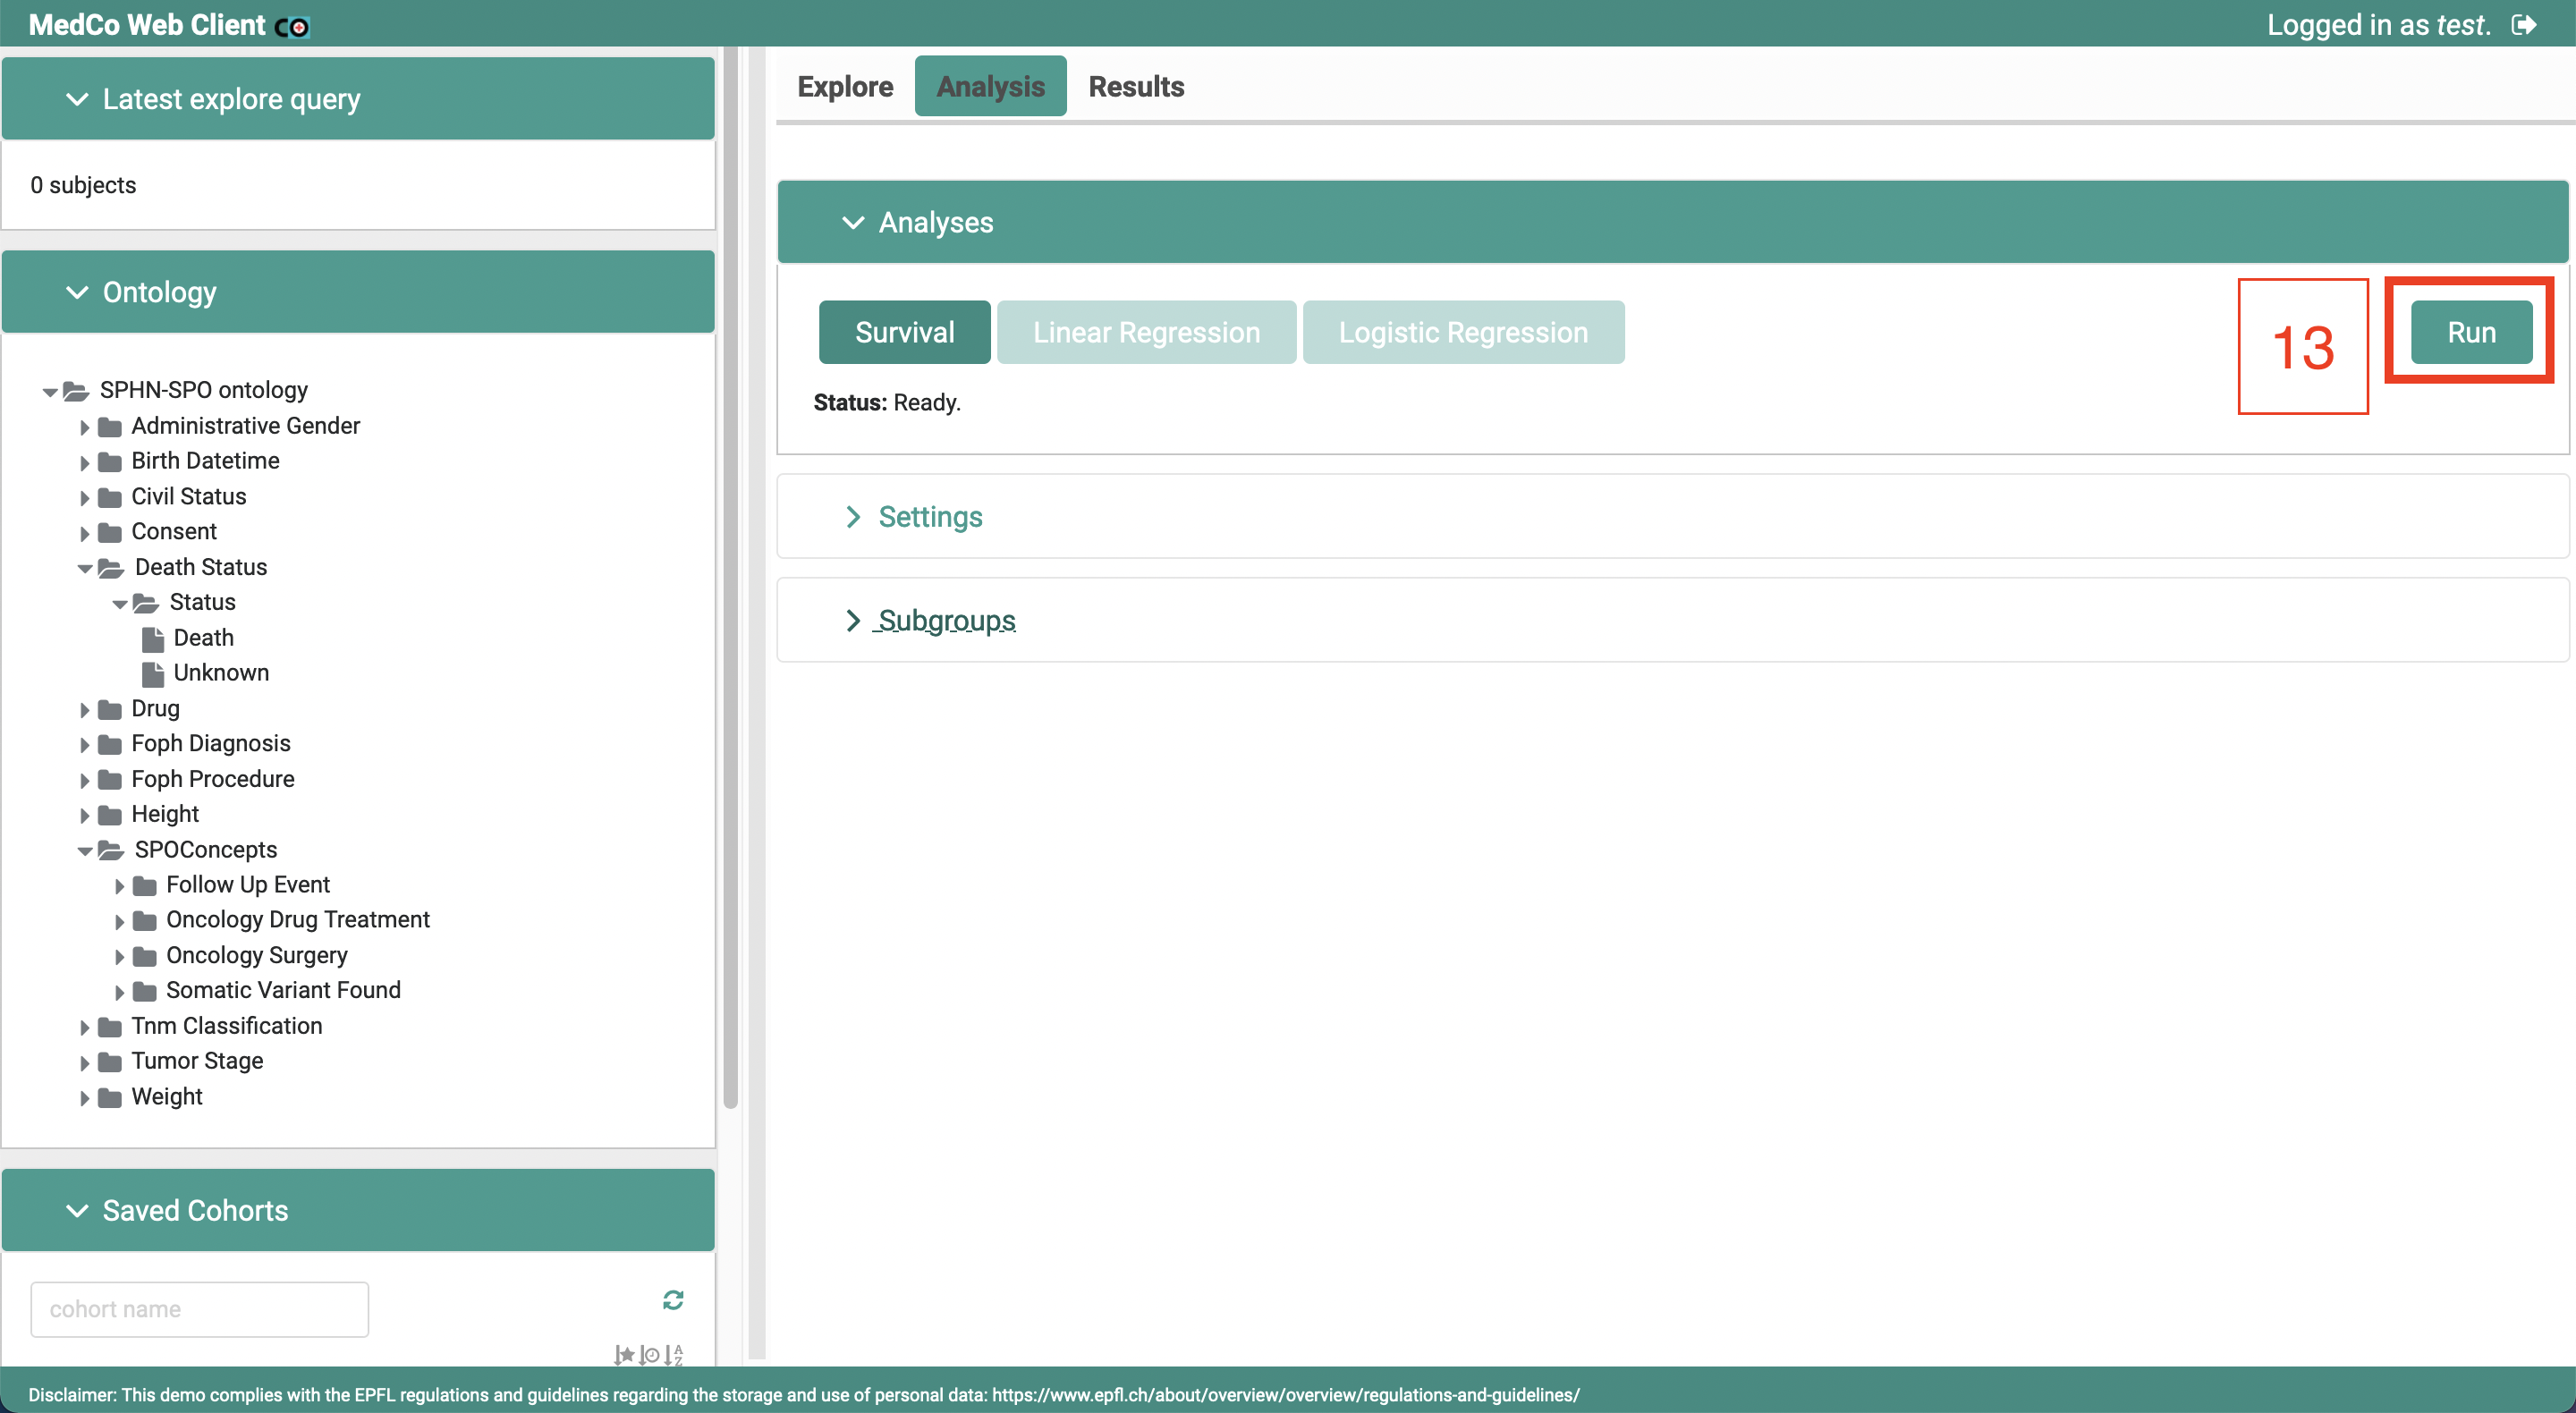 MedCo Web Client
Logged in as test.
Latest explore query
0 subjects
Ontology
SPHN-SPO ontology
Administrative Gender
Birth Datetime
Civil Status
Consent
Death Status
Status
Death
Unknown
Drug
Foph Diagnosis
Foph Procedure
Height
SPOConcepts
Follow Up Event
Oncology Drug Treatment
Oncology Surgery
Somatic Variant Found
Tnm Classification
Tumor Stage
Weight
Saved Cohorts
cohort name
Explore Analysis Results
Analyses
Survival Linear Regression Logistic Regression
13
Run
Status: Ready.
Settings
Subgroups
Disclaimer: This demo complies with the EPFL regulations and guidelines regarding the storage and use of personal data: https://www.epfl.ch/about/overview/overview/regulations-and-guidelines/